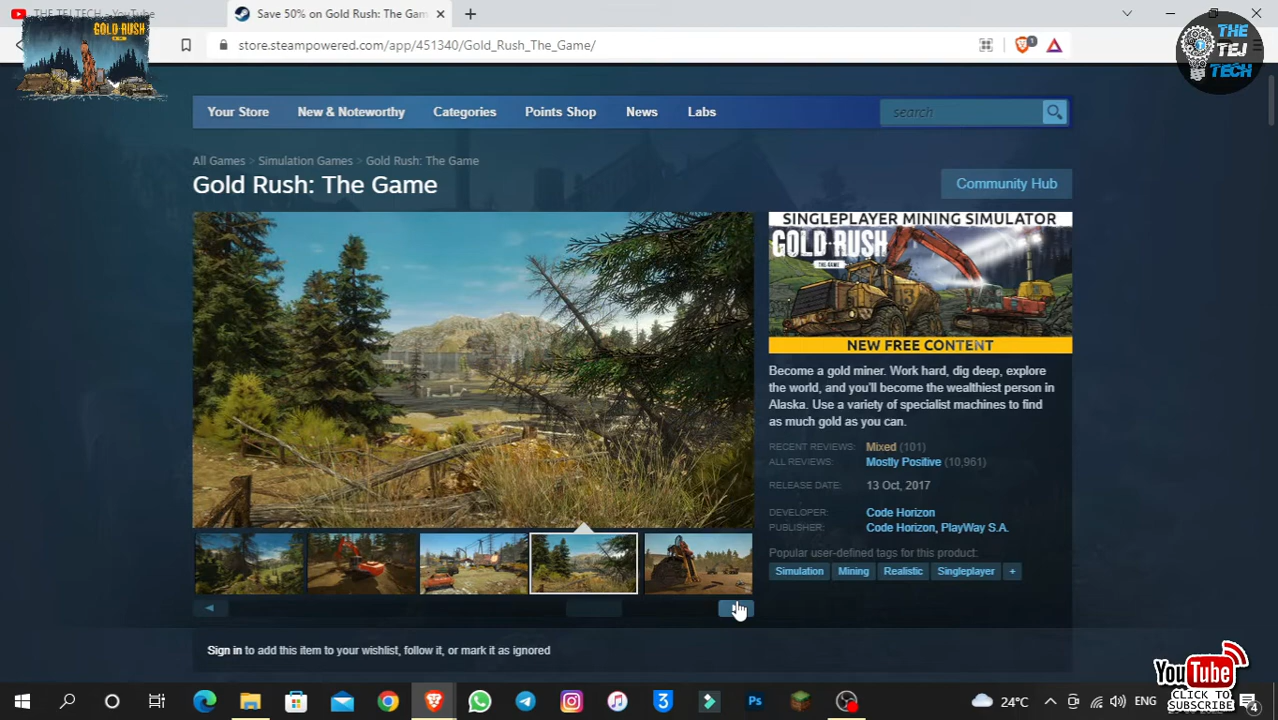 THE TEJTECH - YouTube
Save 50% on Gold Rush: The Gam
GOLD RUSH
store.steampowered.com/app/451340/Gold_Rush_The_Game/
1
THE
TEJ
TECH
Your Store
New & Noteworthy
Categories
Points Shop
News
Labs
search
All Games > Simulation Games > Gold Rush: The Game
Gold Rush: The Game
Community Hub
SINGLEPLAYER MINING SIMULATOR
GOLD RUSH
THE GAME
NEW FREE CONTENT
Become a gold miner. Work hard, dig deep, explore
the world, and you'll become the wealthiest person in
Alaska. Use a variety of specialist machines to find
as much gold as you can.
RECENT REVIEWS: Mixed (101)
ALL REVIEWS: Mostly Positive (10,961)
RELEASE DATE: 13 Oct, 2017
DEVELOPER: Code Horizon
PUBLISHER: Code Horizon, PlayWay S.A.
Popular user-defined tags for this product:
Simulation Mining Realistic Singleplayer +
Sign in to add this item to your wishlist, follow it, or mark it as ignored
YouTube
CLICK TO
SUBSCRIBE
Ps
24°C
ENG
4